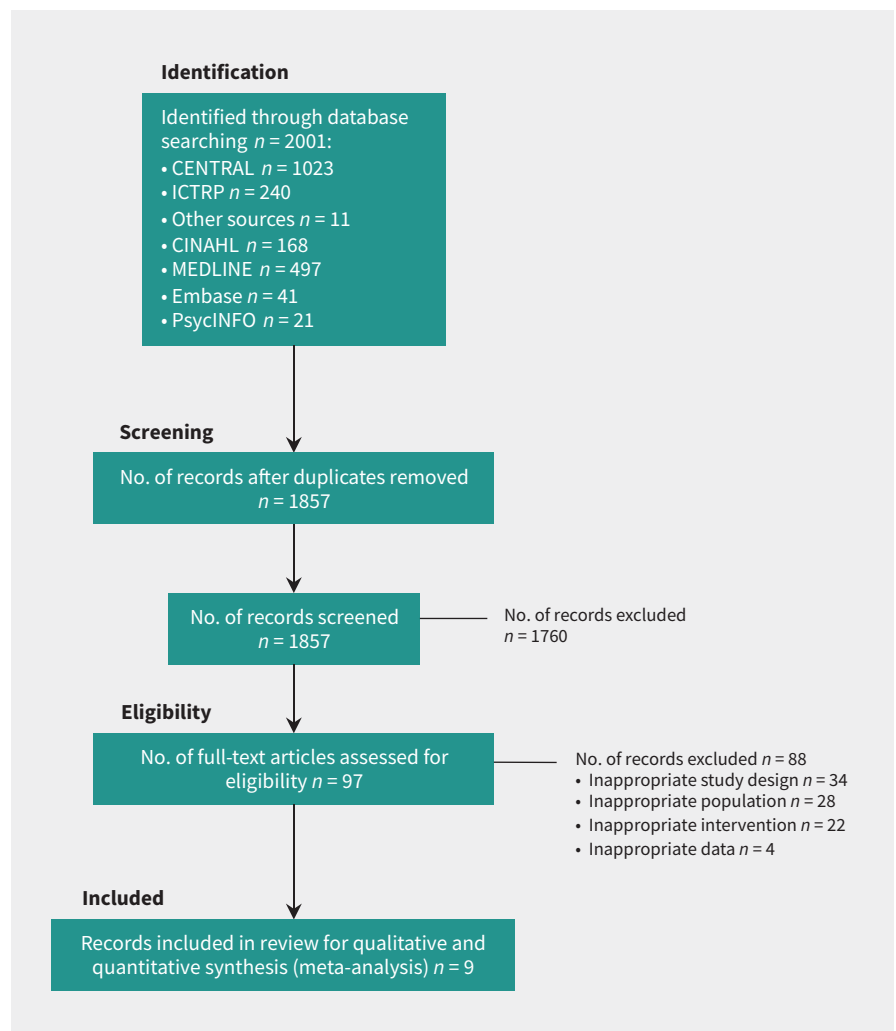 Identification
Identified through database
searching n = 2001:
• CENTRAL n = 1023
• ICTRP n = 240
• Other sources n = 11
• CINAHL n = 168
• MEDLINE n = 497
• Embase n = 41
• PsycINFO n = 21
Screening
No. of records after duplicates removed
n = 1857
No. of records screened
n = 1857
No. of records excluded
n = 1760
Eligibility
No. of full-text articles assessed for
eligibility n = 97
No. of records excluded n = 88
• Inappropriate study design n = 34
• Inappropriate population n = 28
• Inappropriate intervention n = 22
• Inappropriate data n = 4
Included
Records included in review for qualitative and
quantitative synthesis (meta-analysis) n = 9